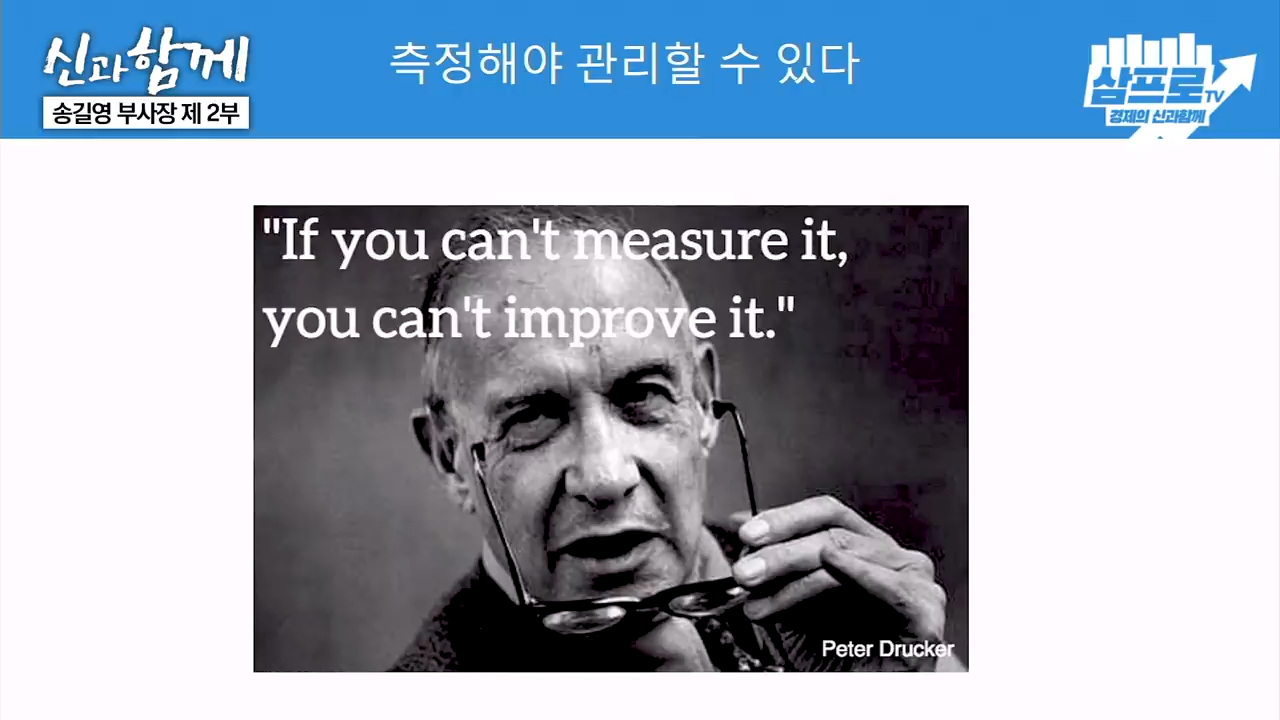 신과함께
송길영 부사장 제 2부
측정해야 관리할 수 있다
삼프로TV
경제의 신과함께
"If you can't measure it,
you can't improve it."
Peter Drucker